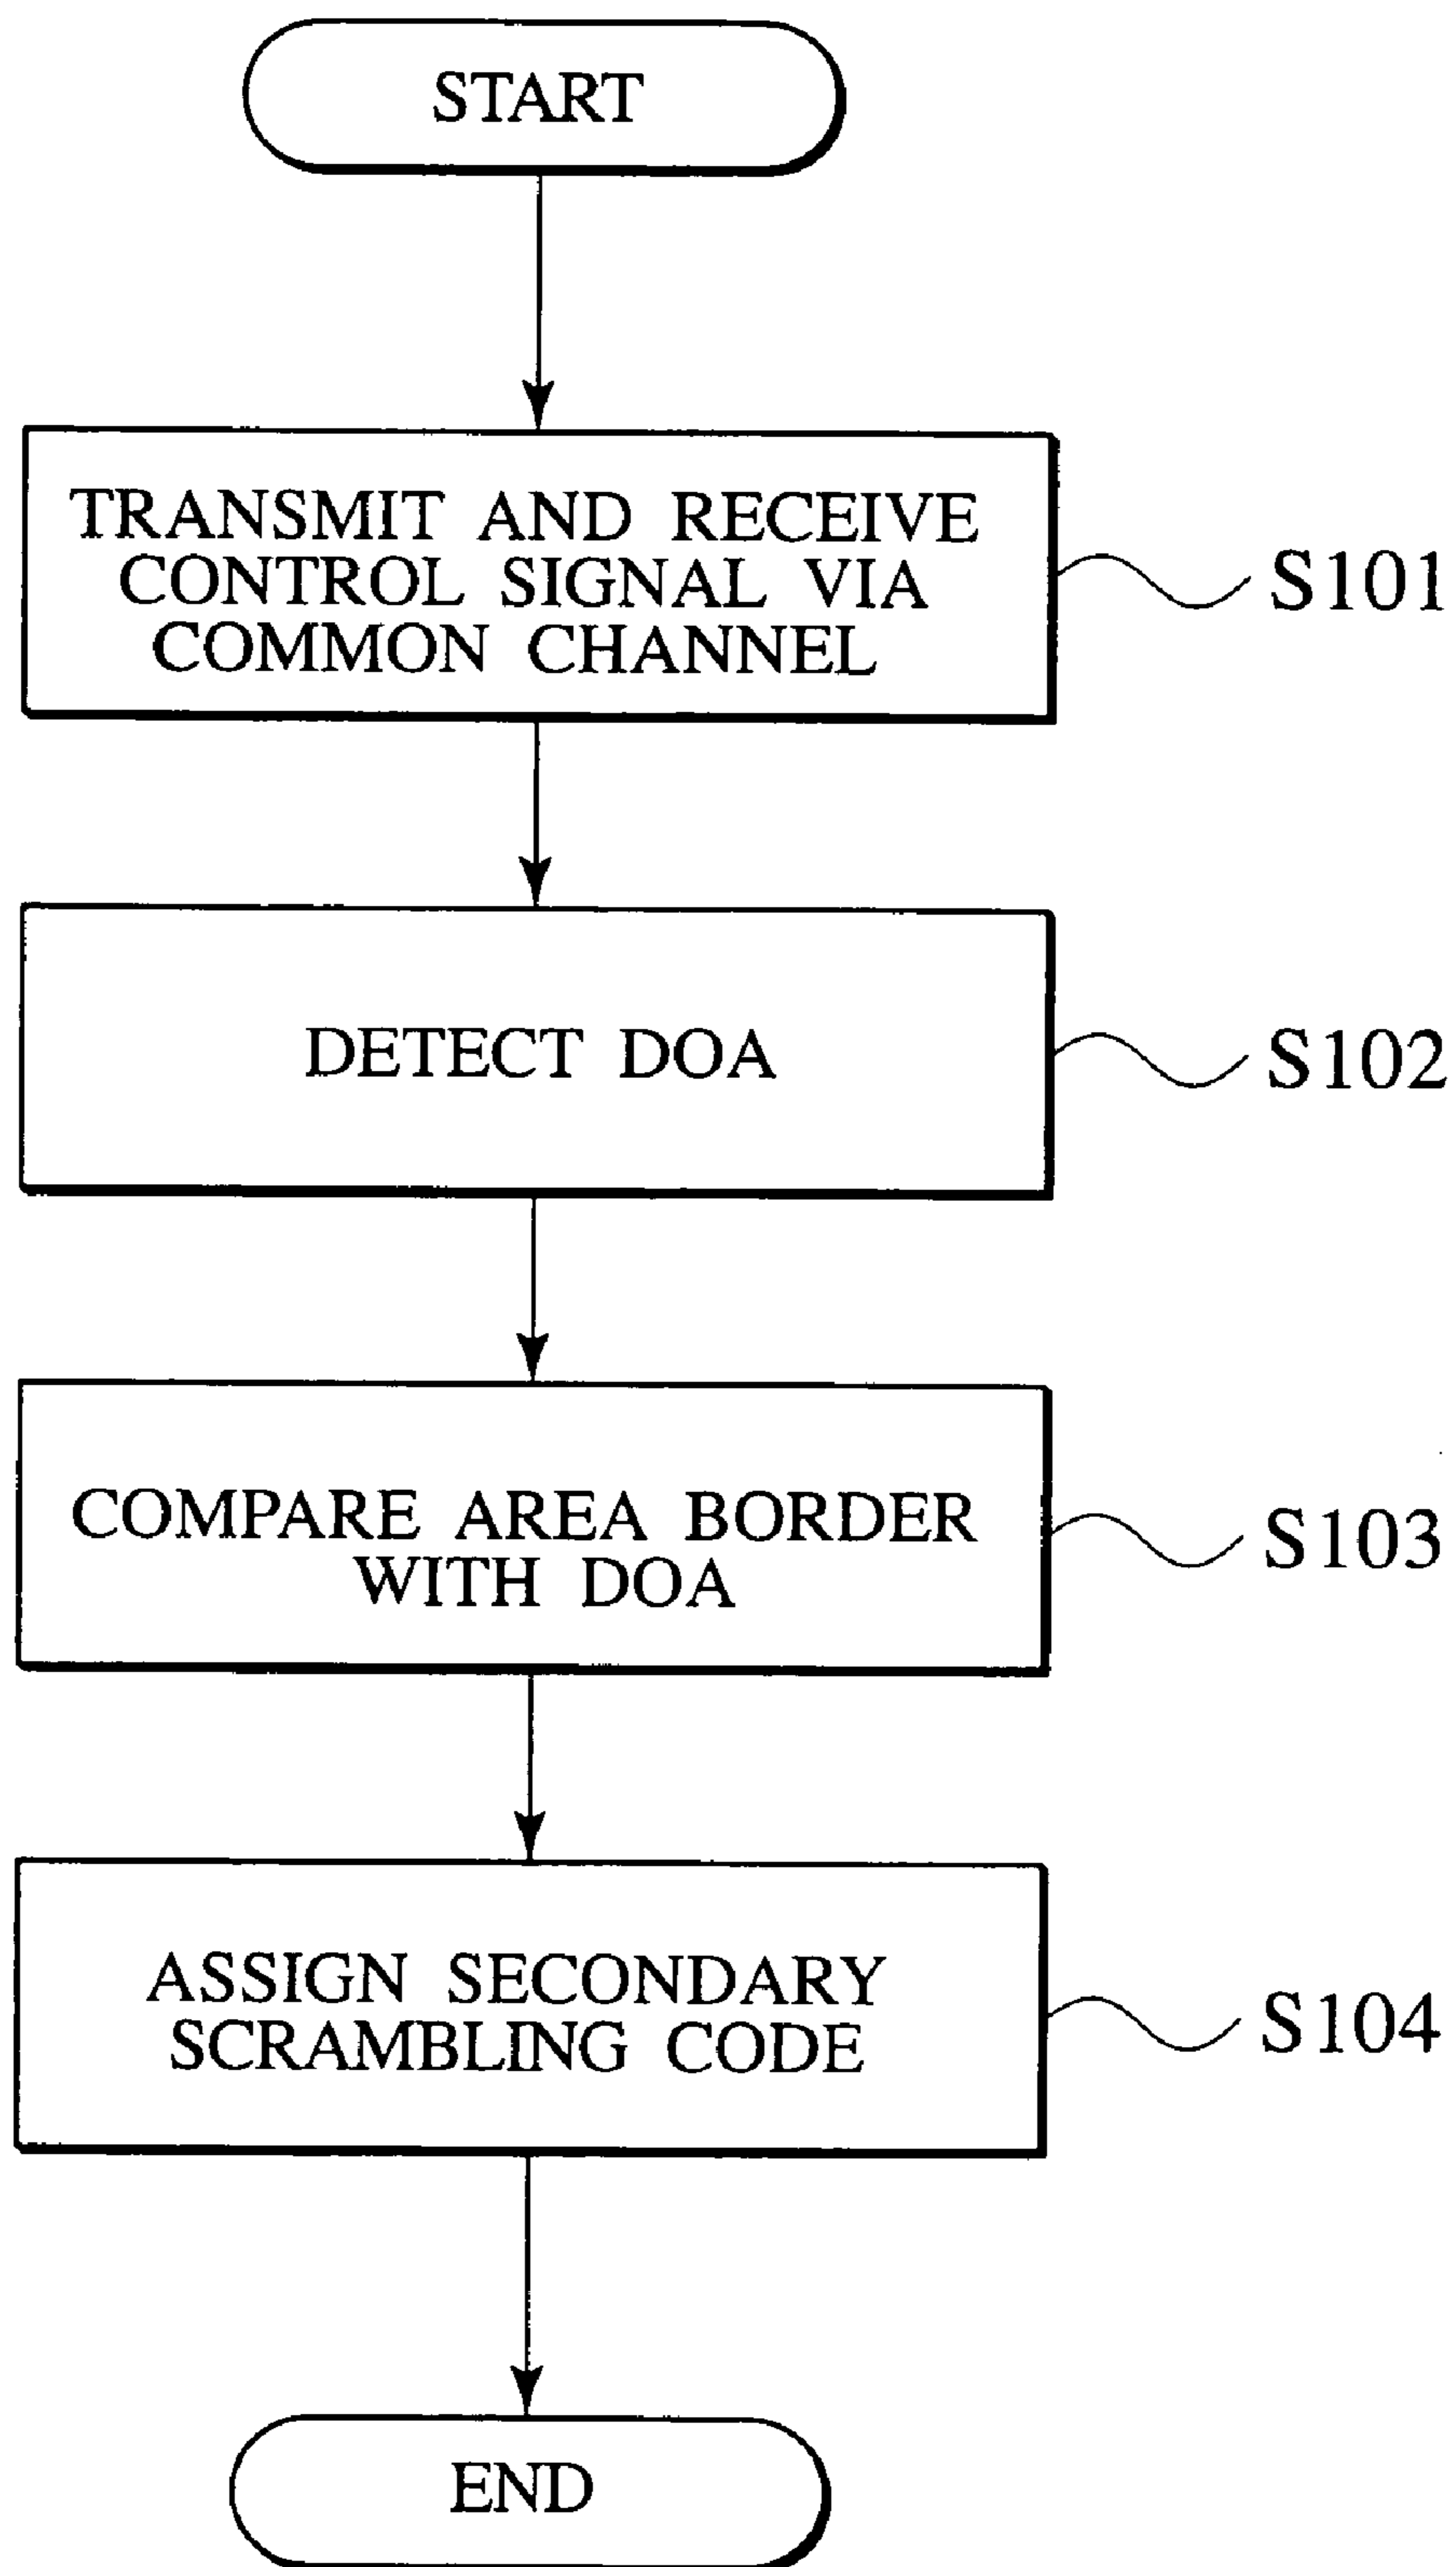 START
TRANSMIT AND RECEIVE
CONTROL SIGNAL VIA
COMMON CHANNEL
S101
DETECT DOA
S102
COMPARE AREA BORDER
WITH DOA
S103
ASSIGN SECONDARY
SCRAMBLING CODE
S104
END